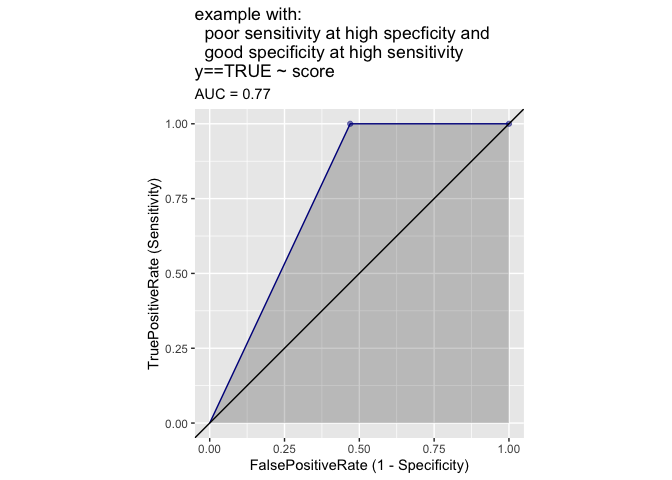 example with:
poor sensitivity at high specficity and
good specificity at high sensitivity
y==TRUE ~ score
AUC = 0.77
1.00
0.75
0.50
0.25
0.00
TruePositiveRate (Sensitivity)
0.00 0.25 0.50 0.75 1.00
FalsePositiveRate (1 - Specificity)